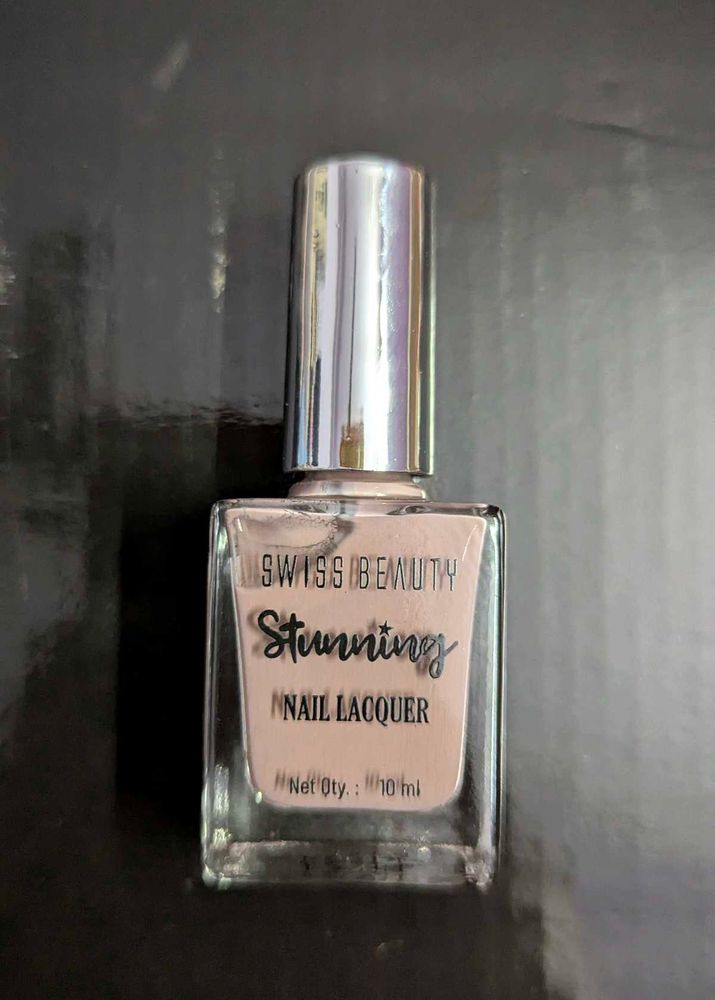 SWISS BEAUTY
Stunning
NAIL LACQUER
Net Qty. : 10 ml